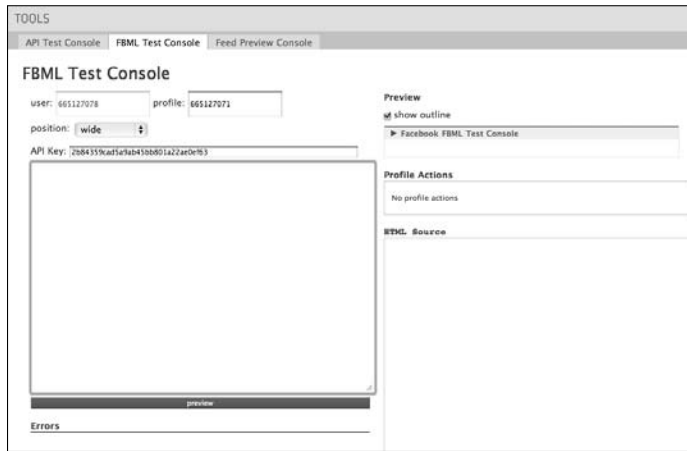 TOOLS
API Test Console FBML Test Console Feed Preview Console
FBML Test Console
user: 665127078 profile: 665127071
position: wide
API Key: 2b84359cad5a9ab45bb801a22ae0ef63
preview
Errors
Preview
show outline
Facebook FBML Test Console
Profile Actions
No profile actions
HTML Source